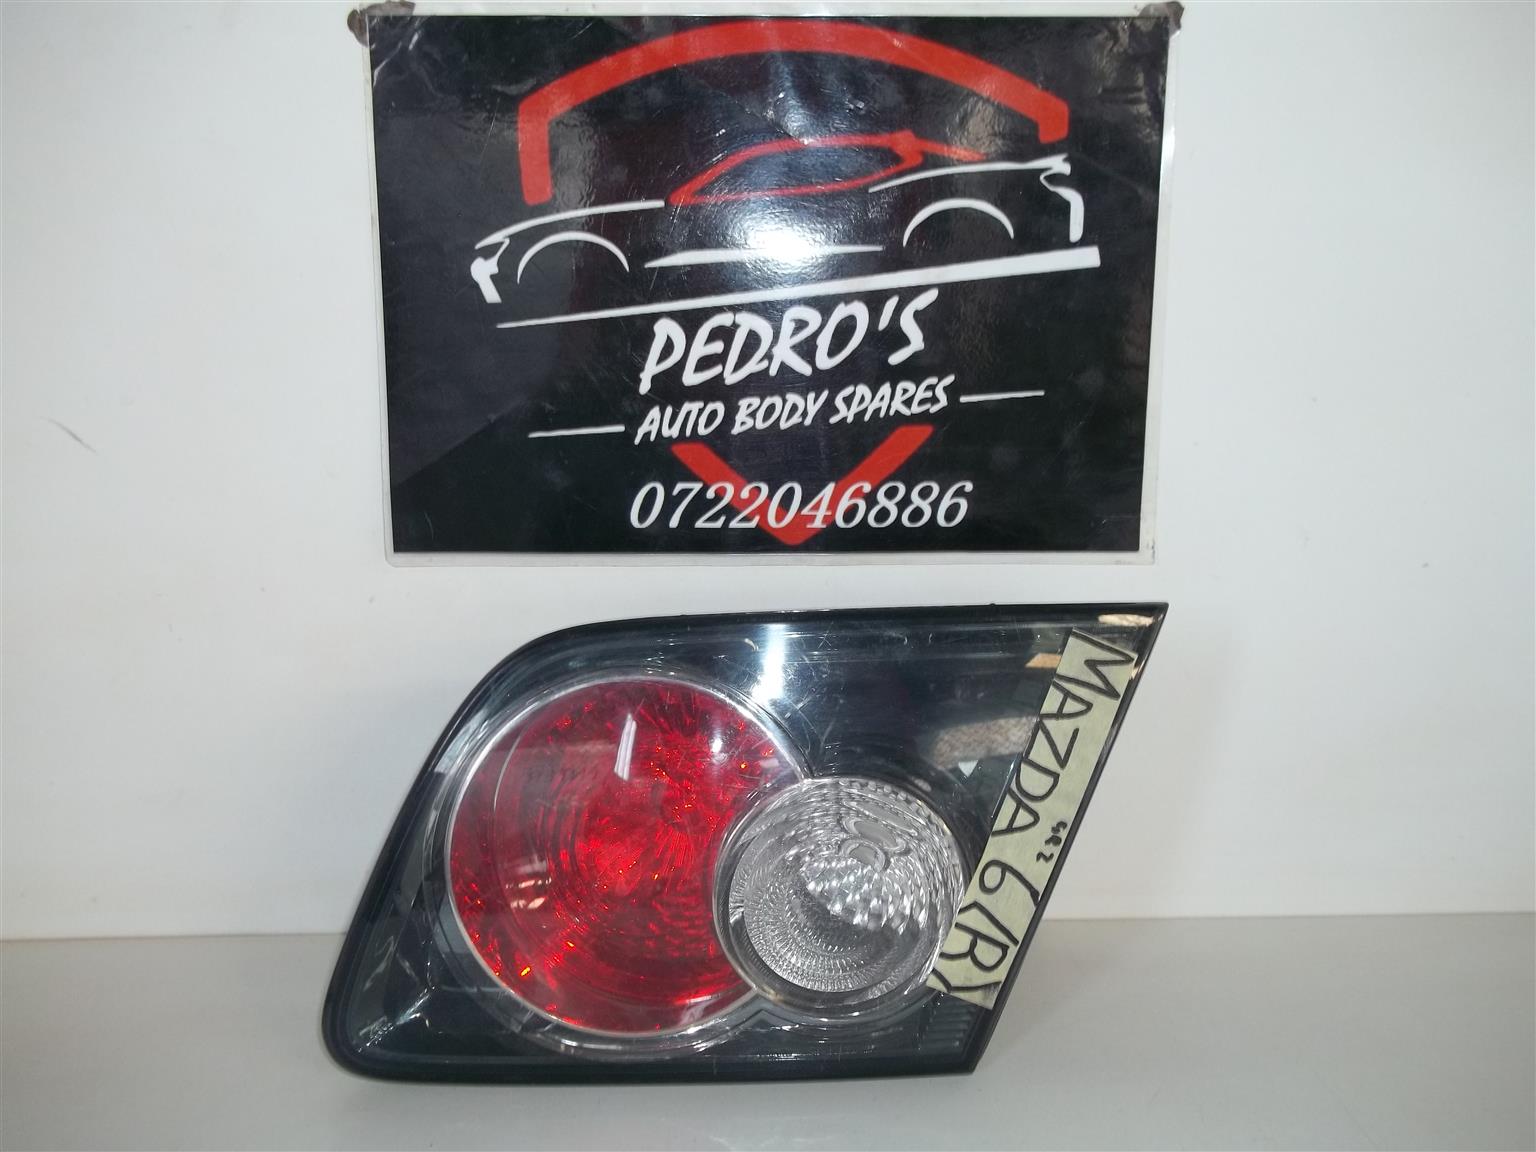 PEDRO'S
AUTO BODY SPARES
0722046886
MAZDA 6 (R)